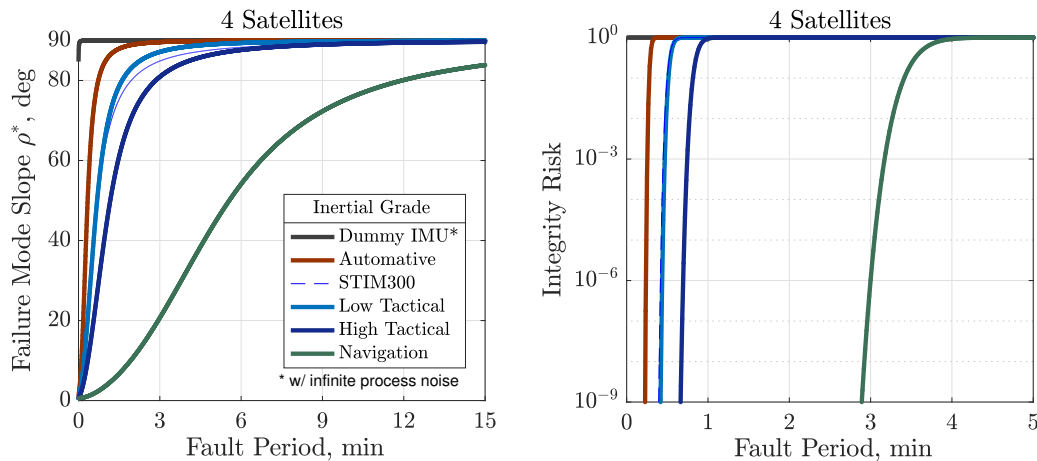 4 Satellites
Failure Mode Slope ρ*, deg
90
80
60
40
20
0
0 3 6 9 12 15
Fault Period, min
Inertial Grade
Dummy IMU*
Automative
STIM300
Low Tactical
High Tactical
Navigation
* w/ infinite process noise
4 Satellites
Integrity Risk
10⁰
10⁻³
10⁻⁶
10⁻⁹
0 1 2 3 4 5
Fault Period, min